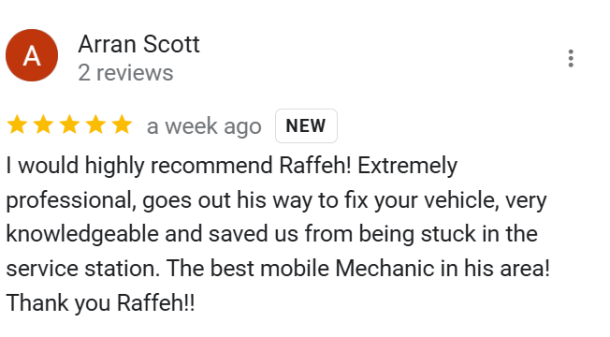 A
Arran Scott
2 reviews
a week ago NEW
I would highly recommend Raffeh! Extremely
professional, goes out his way to fix your vehicle, very
knowledgeable and saved us from being stuck in the
service station. The best mobile Mechanic in his area!
Thank you Raffeh!!